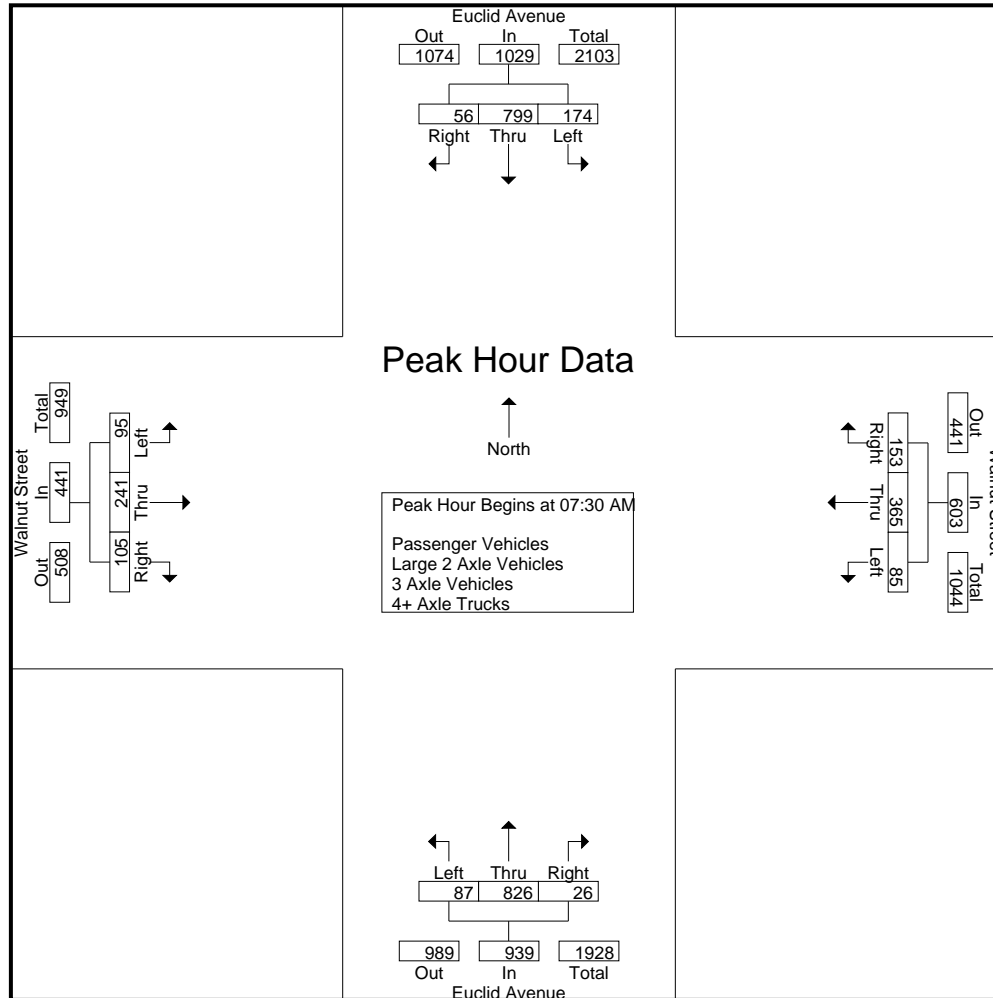 Euclid Avenue
Out In Total
1074 1029 2103
56 799 174
Right Thru Left
Peak Hour Data
North
Peak Hour Begins at 07:30 AM
Passenger Vehicles
Large 2 Axle Vehicles
3 Axle Vehicles
4+ Axle Trucks
Walnut Street
Total In Out
949 441 508
95 241 105
Left Thru Right
Right Thru Left
153 365 85
441 603 1044
Out In Total
Left Thru Right
87 826 26
989 939 1928
Out In Total
Euclid Avenue